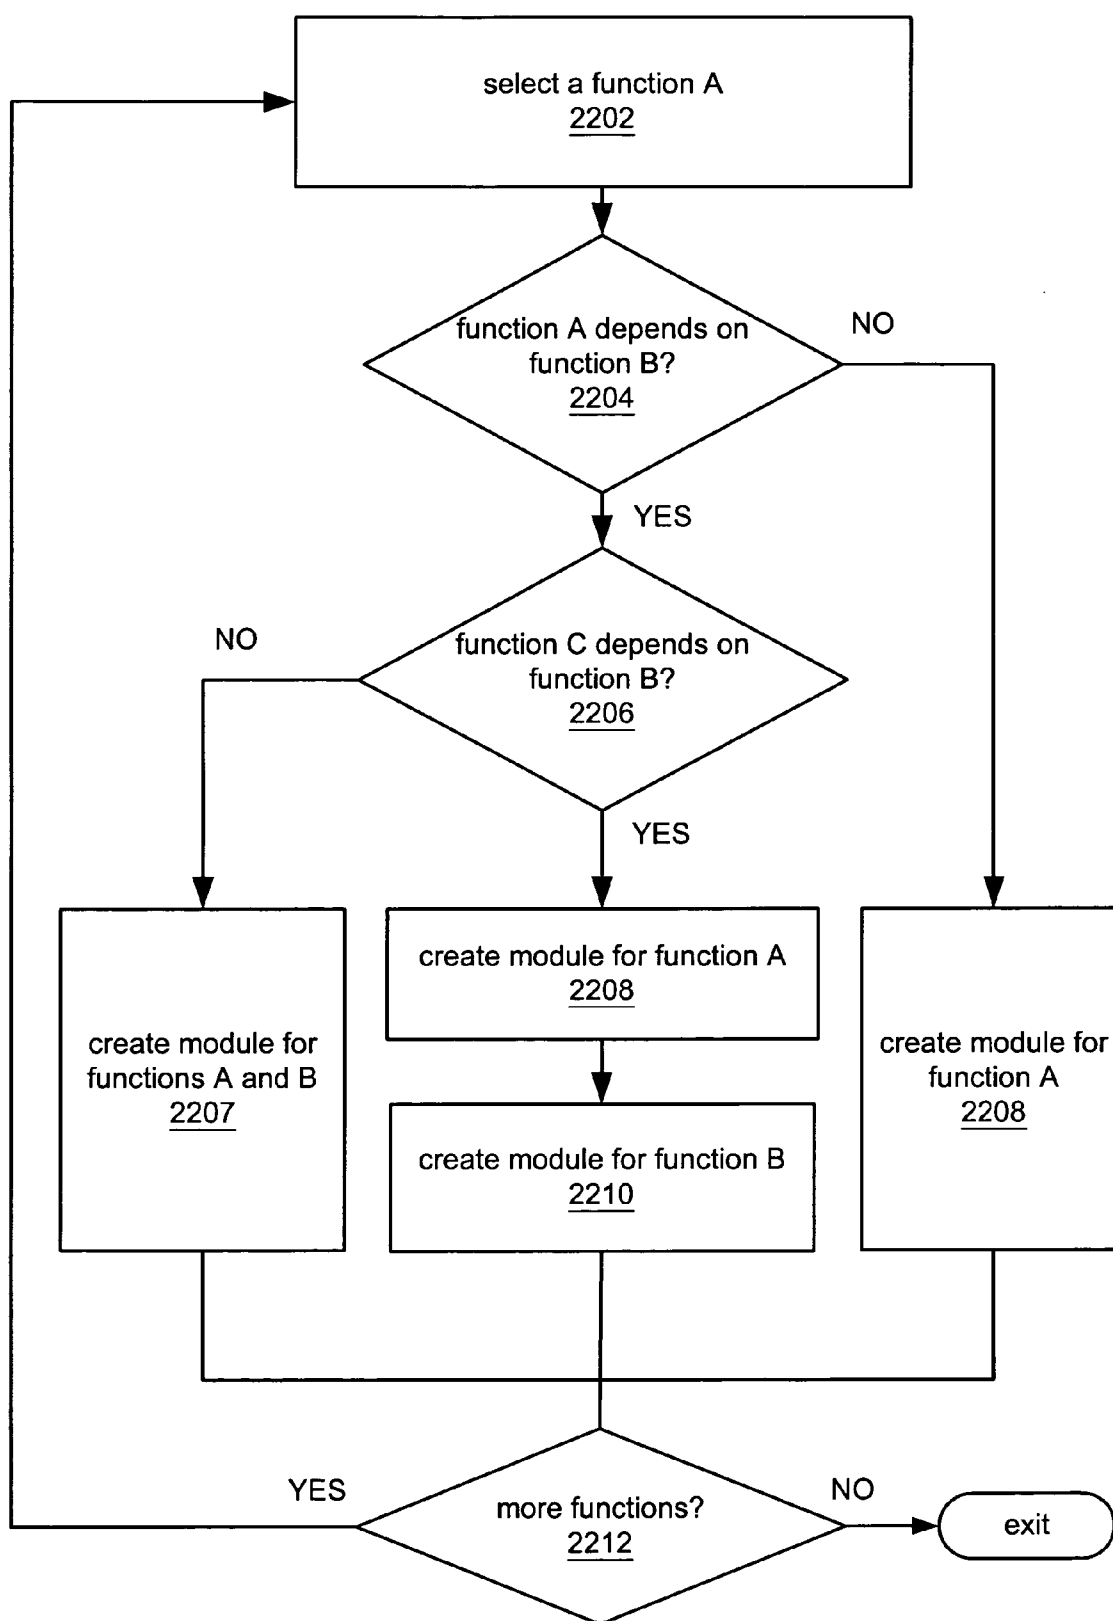 select a function A
2202
function A depends on
function B?
2204
NO
YES
function C depends on
function B?
2206
NO
YES
create module for
functions A and B
2207
create module for function A
2208
create module for function B
2210
create module for
function A
2208
YES
more functions?
2212
NO
exit